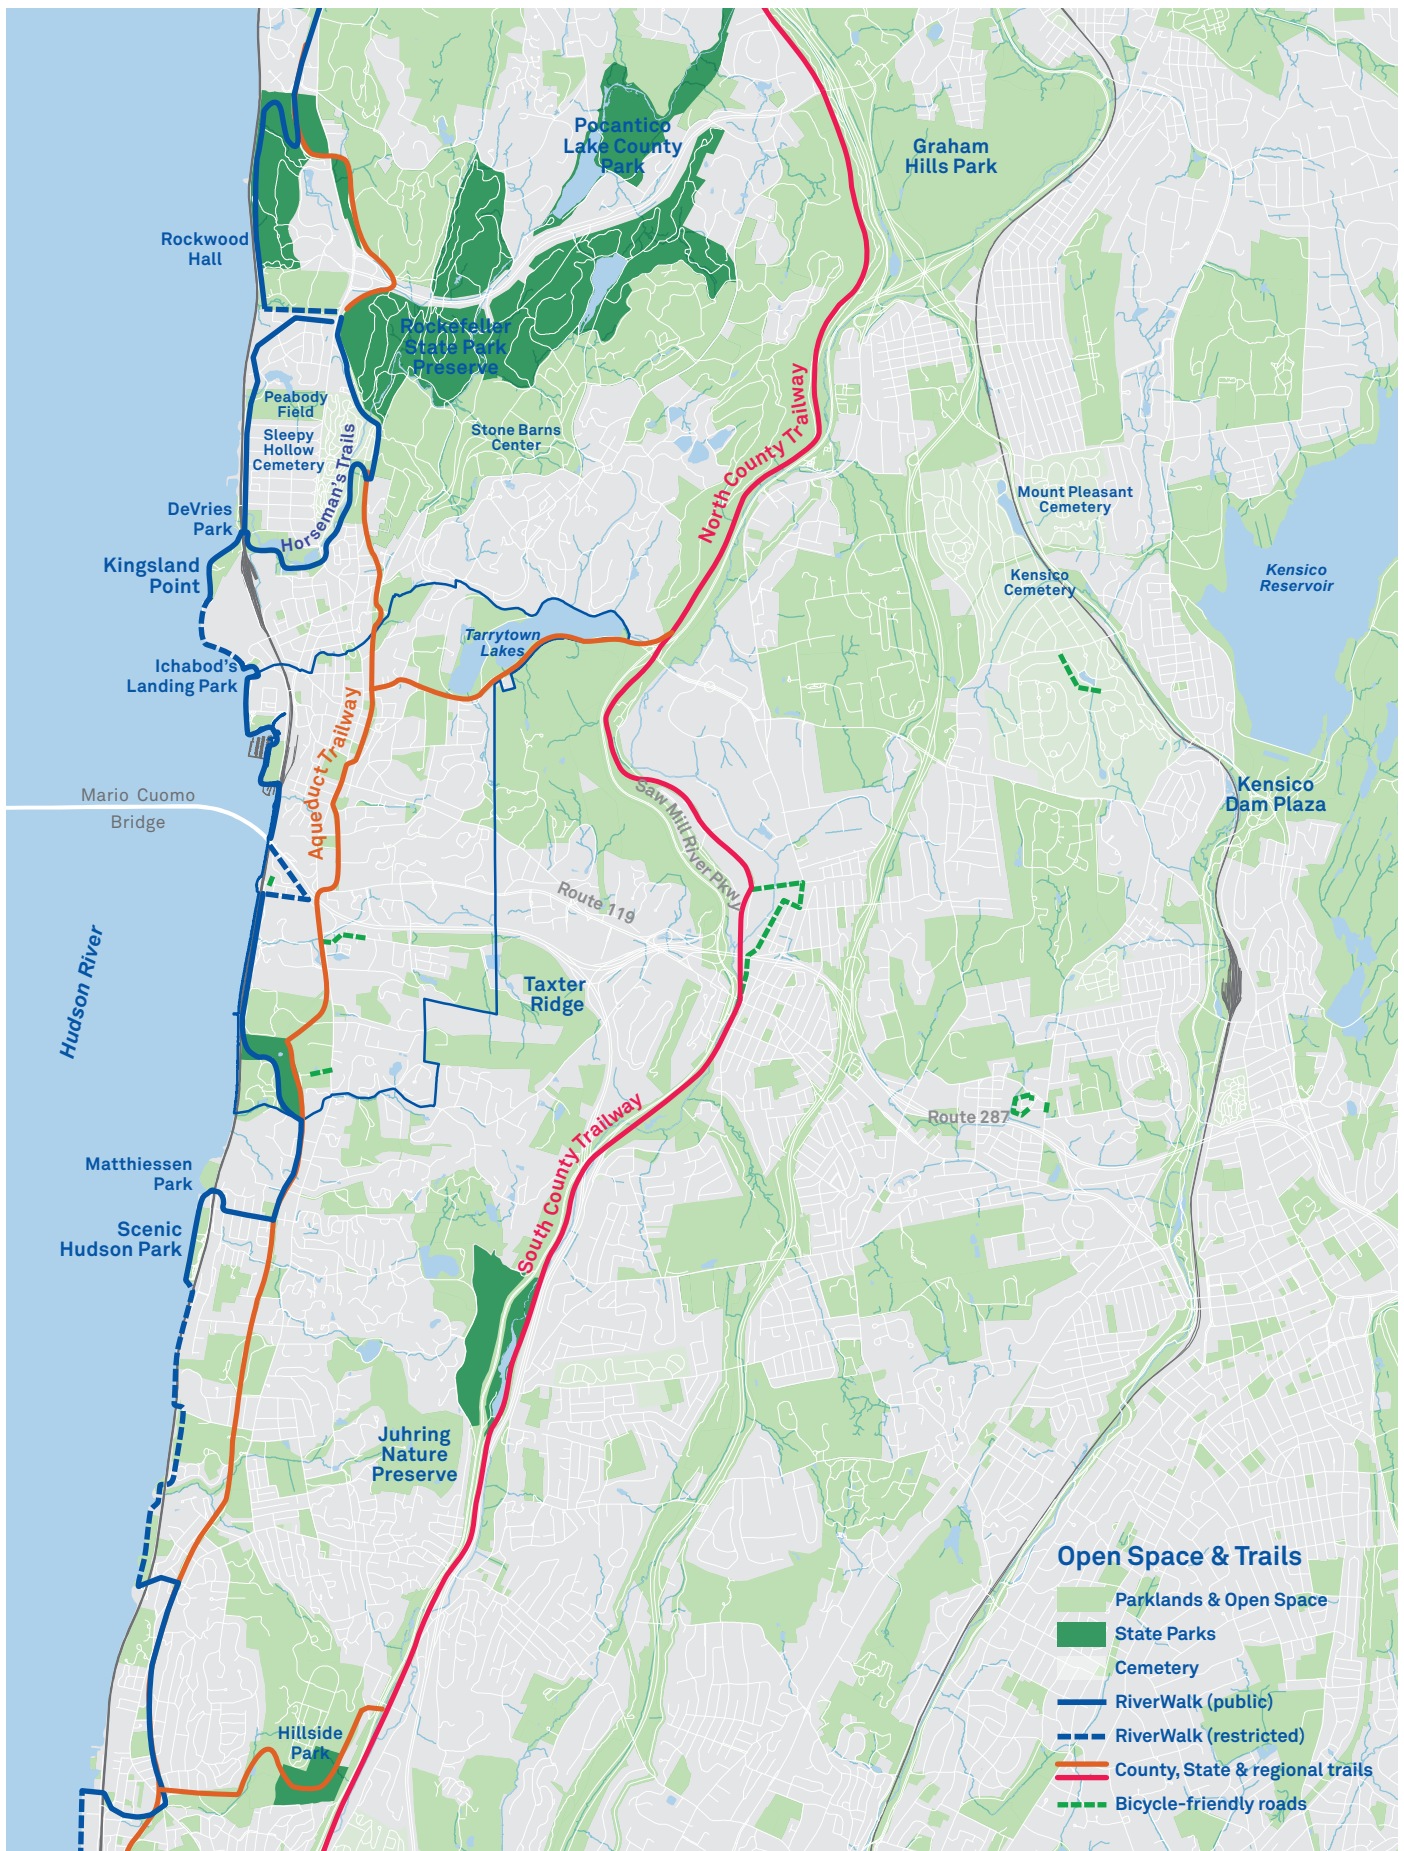 Pocantico
Lake County
Park
Graham
Hills Park
Rockwood
Hall
Rockefeller
State Park
Preserve
Peabody
Field
Stone Barns
Center
Sleepy
Hollow
Cemetery
Horseman's Trails
North County Trailway
DeVries
Park
Mount Pleasant
Cemetery
Kingsland
Point
Kensico
Cemetery
Kensico
Reservoir
Tarrytown
Lakes
Ichabod's
Landing Park
Aqueduct Trailway
Mario Cuomo
Bridge
Saw Mill River Pkwy
Kensico
Dam Plaza
Route 119
Hudson River
Taxter
Ridge
Route 287
South County Trailway
Matthiessen
Park
Scenic
Hudson Park
Juhring
Nature
Preserve
Hillside
Park
Open Space & Trails
Parklands & Open Space
State Parks
Cemetery
RiverWalk (public)
RiverWalk (restricted)
County, State & regional trails
Bicycle-friendly roads